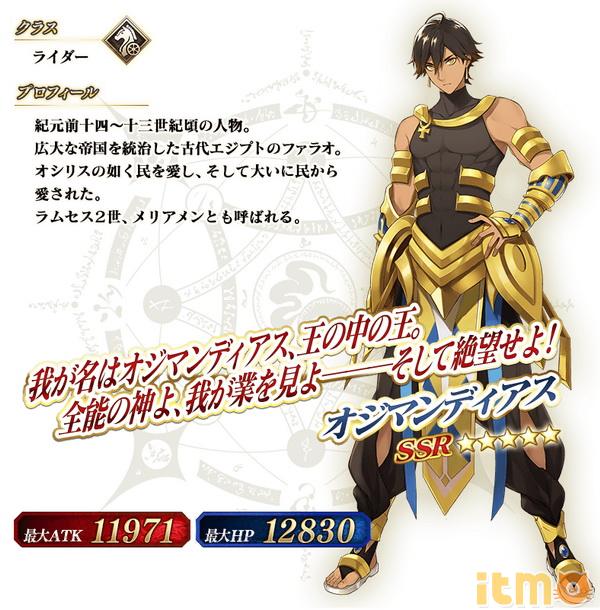 クラス
ライダー
プロフィール
紀元前十四～十三世紀頃の人物。
広大な帝国を統治した古代エジプトのファラオ。
オシリスの如く民を愛し、そして大いに民から
愛された。
ラムセス2世、メリアメンとも呼ばれる。
我が名はオジマンディアス、王の中の王。
全能の神よ、我が業を見よ――そして絶望せよ！
オジマンディアス
SSR ★★★★★
最大ATK 11971 最大HP 12830
itmo